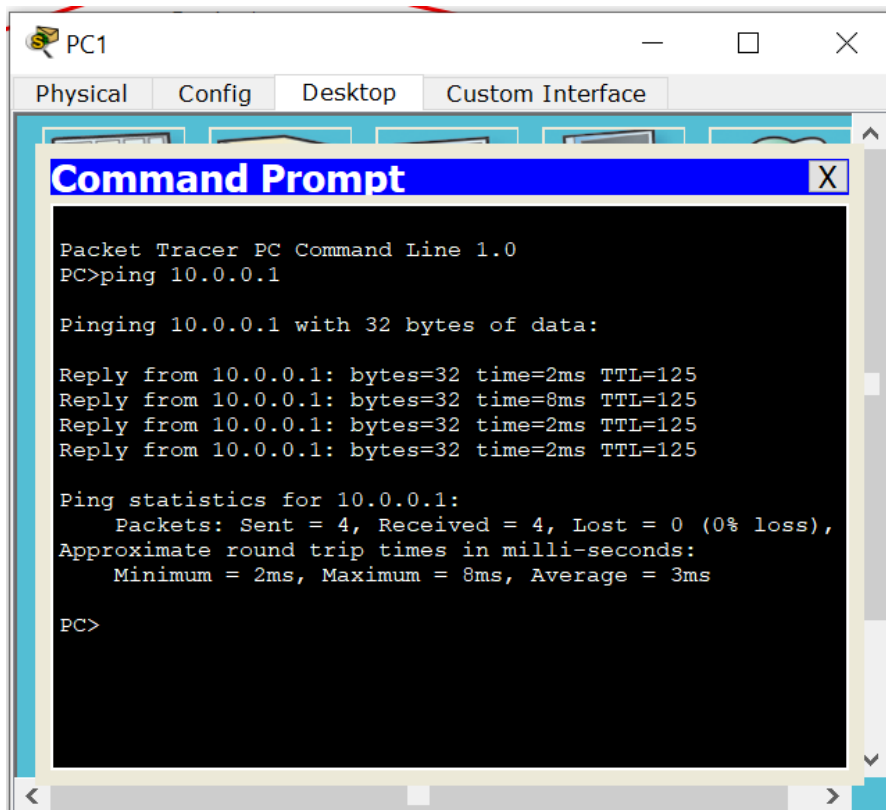 PC1
Physical Config Desktop Custom Interface
Command Prompt X
Packet Tracer PC Command Line 1.0
PC>ping 10.0.0.1
Pinging 10.0.0.1 with 32 bytes of data:
Reply from 10.0.0.1: bytes=32 time=2ms TTL=125
Reply from 10.0.0.1: bytes=32 time=8ms TTL=125
Reply from 10.0.0.1: bytes=32 time=2ms TTL=125
Reply from 10.0.0.1: bytes=32 time=2ms TTL=125
Ping statistics for 10.0.0.1:
Packets: Sent = 4, Received = 4, Lost = 0 (0% loss),
Approximate round trip times in milli-seconds:
Minimum = 2ms, Maximum = 8ms, Average = 3ms
PC>